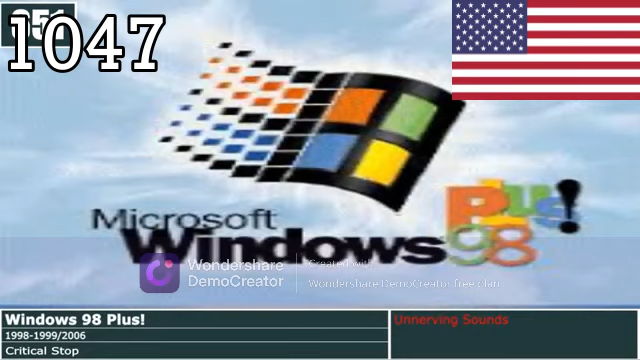 1047
Microsoft
Windows 98
Plus!
Wondershare
DemoCreator
Created with
Wondershare DemoCreator free plan
Windows 98 Plus!
1998-1999/2006
Critical Stop
Unnerving Sounds